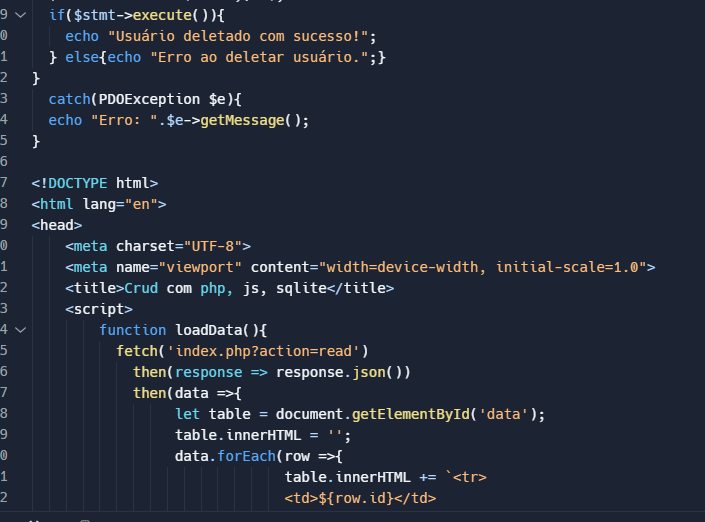 9 if($stmt->execute()){
0 echo "Usuário deletado com sucesso!";
1 } else{echo "Erro ao deletar usuário.";}
2 }
3 catch(PDOException $e){
4 echo "Erro: ".$e->getMessage();
5 }
6
7 <!DOCTYPE html>
8 <html lang="en">
9 <head>
0 <meta charset="UTF-8">
1 <meta name="viewport" content="width=device-width, initial-scale=1.0">
2 <title>Crud com php, js, sqlite</title>
3 <script>
4 function loadData(){
5 fetch('index.php?action=read')
6 then(response => response.json())
7 then(data =>{
8 let table = document.getElementById('data');
9 table.innerHTML = '';
0 data.forEach(row =>{
1 table.innerHTML += `<tr>
2 <td>${row.id}</td>